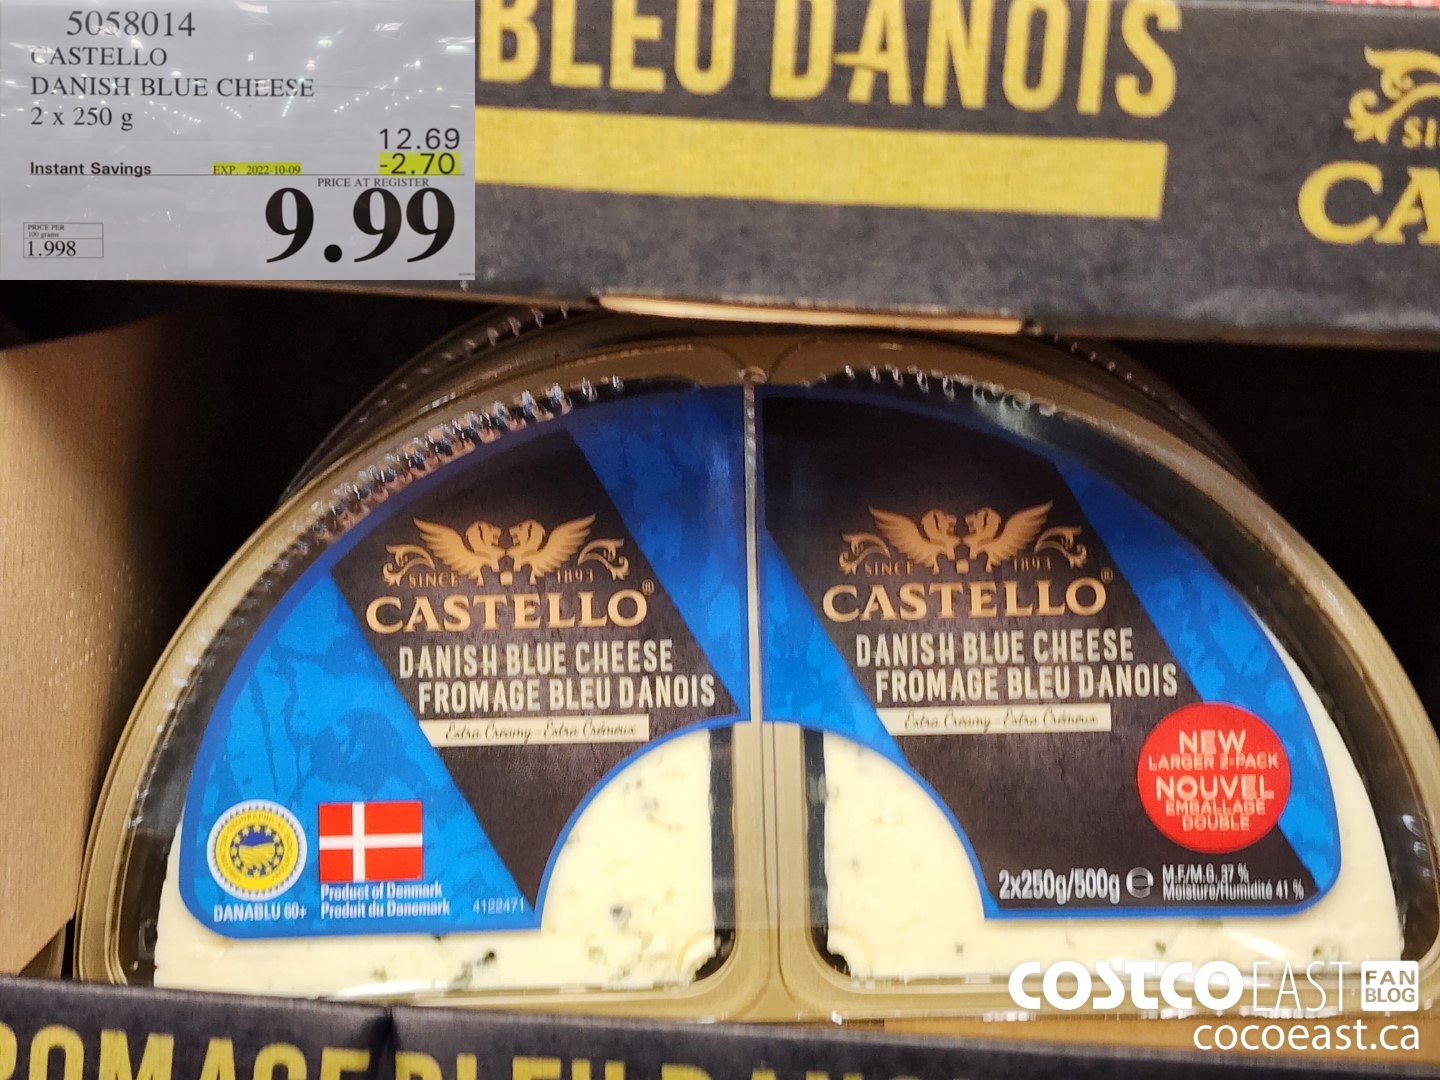 5058014
CASTELLO
DANISH BLUE CHEESE
2 x 250 g
12.69
Instant Savings EXP. 2022-10-09 -2.70
PRICE AT REGISTER
9.99
PRICE PER
100 grams
1.998
BLEU DANOIS
CA
SINCE 1893
CASTELLO®
DANISH BLUE CHEESE
FROMAGE BLEU DANOIS
Extra Creamy - Extra Crémeux
DANABLU 60+
Product of Denmark
Produit du Danemark
4122471
SINCE 1893
CASTELLO®
DANISH BLUE CHEESE
FROMAGE BLEU DANOIS
Extra Creamy - Extra Crémeux
NEW
LARGER 2-PACK
NOUVEL
EMBALLAGE
DOUBLE
2x250g/500g e
M.F./M.G. 37 %
Moisture/Humidité 41 %
COSTCO EAST FAN BLOG
cocoeast.ca
FROMAGE BLEU DANOIS